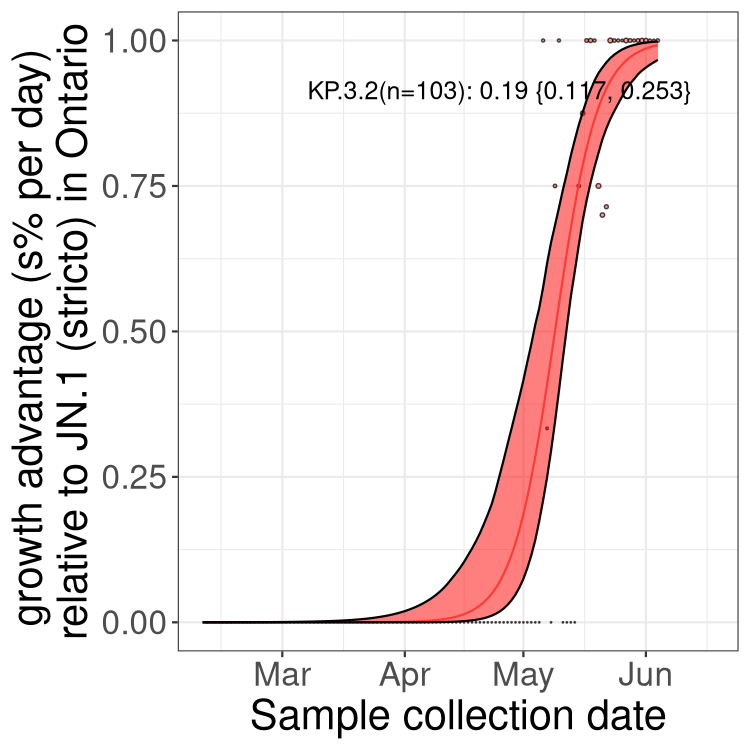 growth advantage (s% per day)
relative to JN.1 (stricto) in Ontario
1.00
0.75
0.50
0.25
0.00
KP.3.2(n=103): 0.19 {0.117, 0.253}
Mar Apr May Jun
Sample collection date